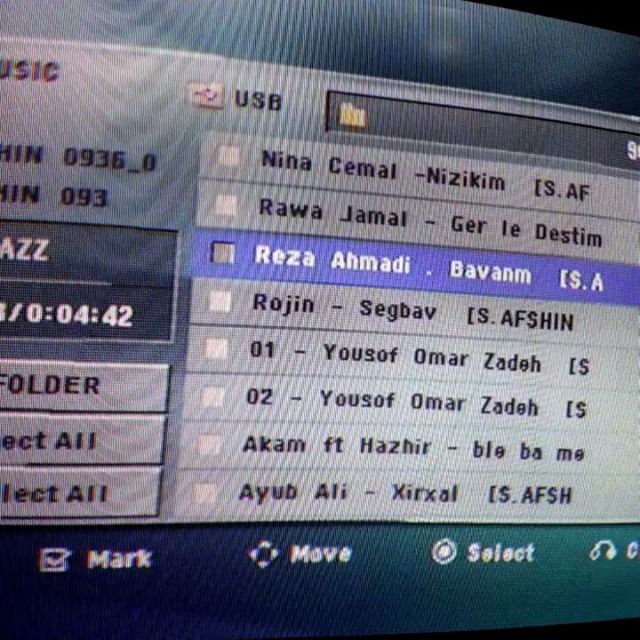 USIC
USB
HIN 0936_0
HIN 093
AZZ
/0:04:42
FOLDER
ect All
lect All
Nina Cemal -Nizikim [S.AF
Rawa Jamal - Ger le Destim
Reza Ahmadi . Bavanm [S.A
Rojin - Segbav [S.AFSHIN
01 - Yousof Omar Zadeh [S
02 - Yousof Omar Zadeh [S
Akam ft Hazhir - ble ba me
Ayub Ali - Xirxal [S.AFSH
Mark Move Select